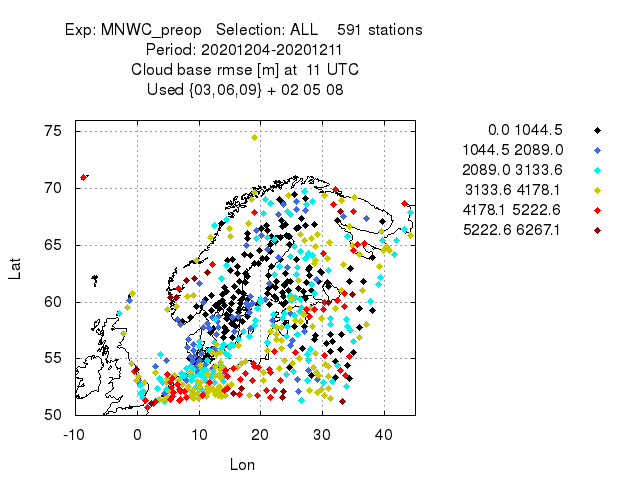 Exp: MNWC_preop   Selection: ALL    591 stations
Period: 20201204-20201211
Cloud base rmse [m] at  11 UTC
Used {03,06,09} + 02 05 08
0.0 1044.5
1044.5 2089.0
2089.0 3133.6
3133.6 4178.1
4178.1 5222.6
5222.6 6267.1
75
70
65
60
55
50
Lat
-10 0 10 20 30 40
Lon